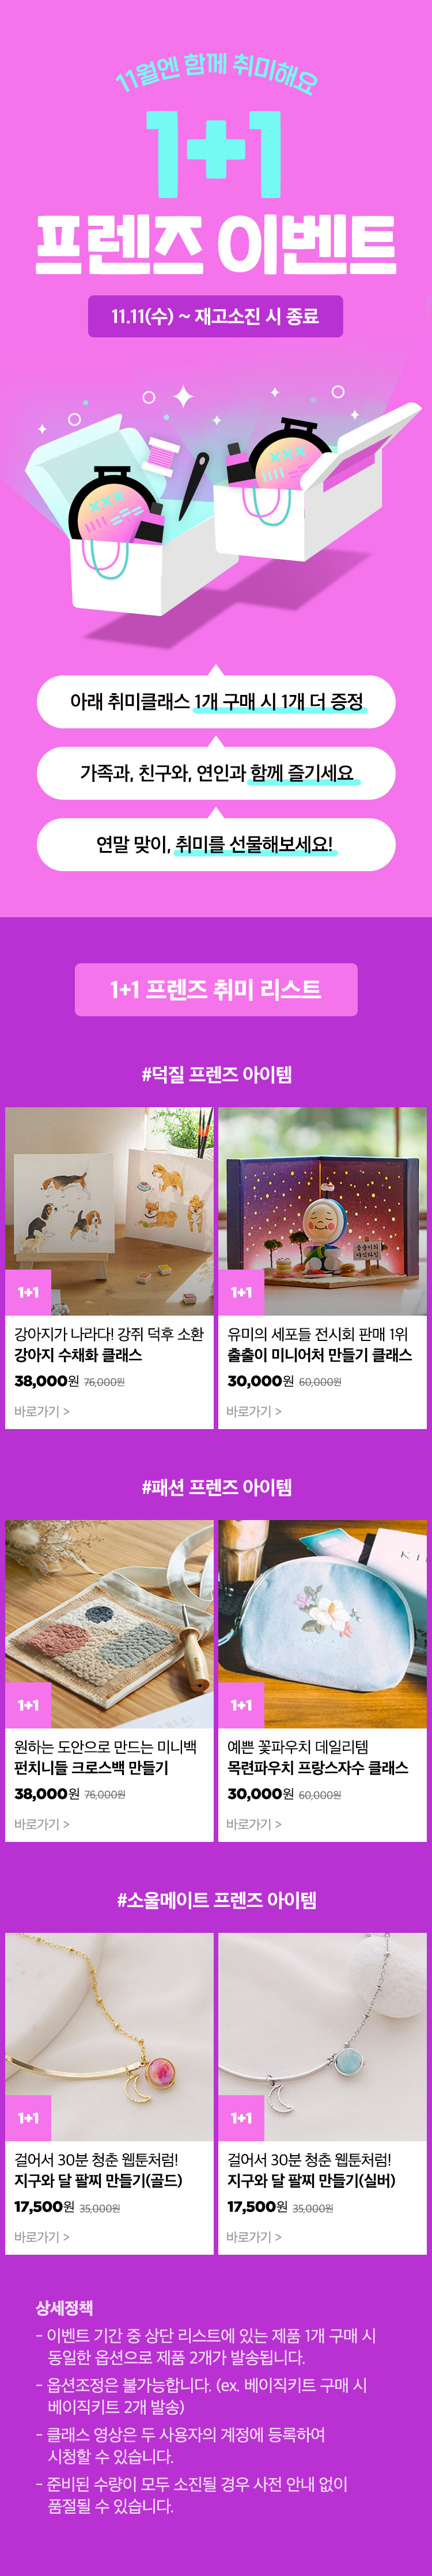 11월엔 함께 취미해요
1+1
프렌즈 이벤트
11.11(수) ~ 재고소진 시 종료
아래 취미클래스 1개 구매 시 1개 더 증정
가족과, 친구와, 연인과 함께 즐기세요
연말 맞이, 취미를 선물해보세요!
1+1 프렌즈 취미 리스트
#덕질 프렌즈 아이템
1+1
강아지가 나라다! 강쥐 덕후 소환
강아지 수채화 클래스
38,000원 76,000원
바로가기 >
1+1
유미의 세포들 전시회 판매 1위
출출이 미니어처 만들기 클래스
30,000원 60,000원
바로가기 >
#패션 프렌즈 아이템
1+1
원하는 도안으로 만드는 미니백
펀치니들 크로스백 만들기
38,000원 76,000원
바로가기 >
1+1
예쁜 꽃파우치 데일리템
목련파우치 프랑스자수 클래스
30,000원 60,000원
바로가기 >
#소울메이트 프렌즈 아이템
1+1
걸어서 30분 청춘 웹툰처럼!
지구와 달 팔찌 만들기(골드)
17,500원 35,000원
바로가기 >
1+1
걸어서 30분 청춘 웹툰처럼!
지구와 달 팔찌 만들기(실버)
17,500원 35,000원
바로가기 >
상세정책
- 이벤트 기간 중 상단 리스트에 있는 제품 1개 구매 시
동일한 옵션으로 제품 2개가 발송됩니다.
- 옵션조정은 불가능합니다. (ex. 베이직키트 구매 시
베이직키트 2개 발송)
- 클래스 영상은 두 사용자의 계정에 등록하여
시청할 수 있습니다.
- 준비된 수량이 모두 소진될 경우 사전 안내 없이
품절될 수 있습니다.